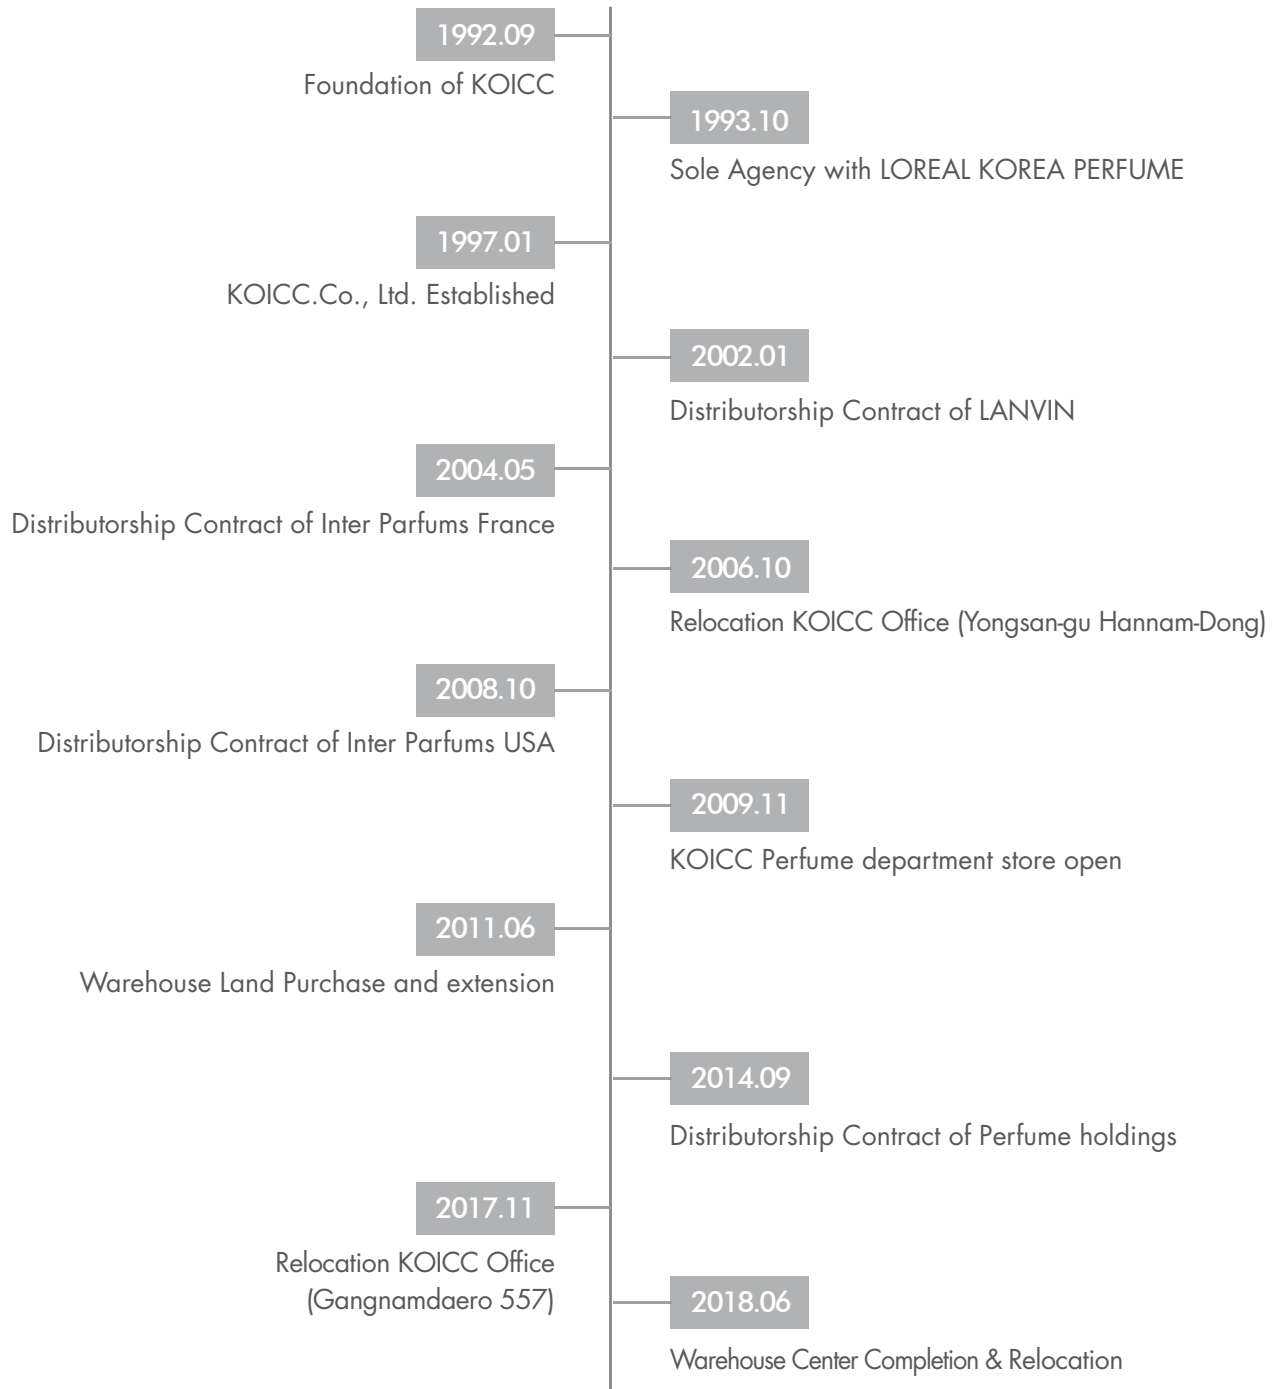 1992.09
Foundation of KOICC
1993.10
Sole Agency with LOREAL KOREA PERFUME
1997.01
KOICC.Co., Ltd. Established
2002.01
Distributorship Contract of LANVIN
2004.05
Distributorship Contract of Inter Parfums France
2006.10
Relocation KOICC Office (Yongsan-gu Hannam-Dong)
2008.10
Distributorship Contract of Inter Parfums USA
2009.11
KOICC Perfume department store open
2011.06
Warehouse Land Purchase and extension
2014.09
Distributorship Contract of Perfume holdings
2017.11
Relocation KOICC Office
(Gangnamdaero 557)
2018.06
Warehouse Center Completion & Relocation